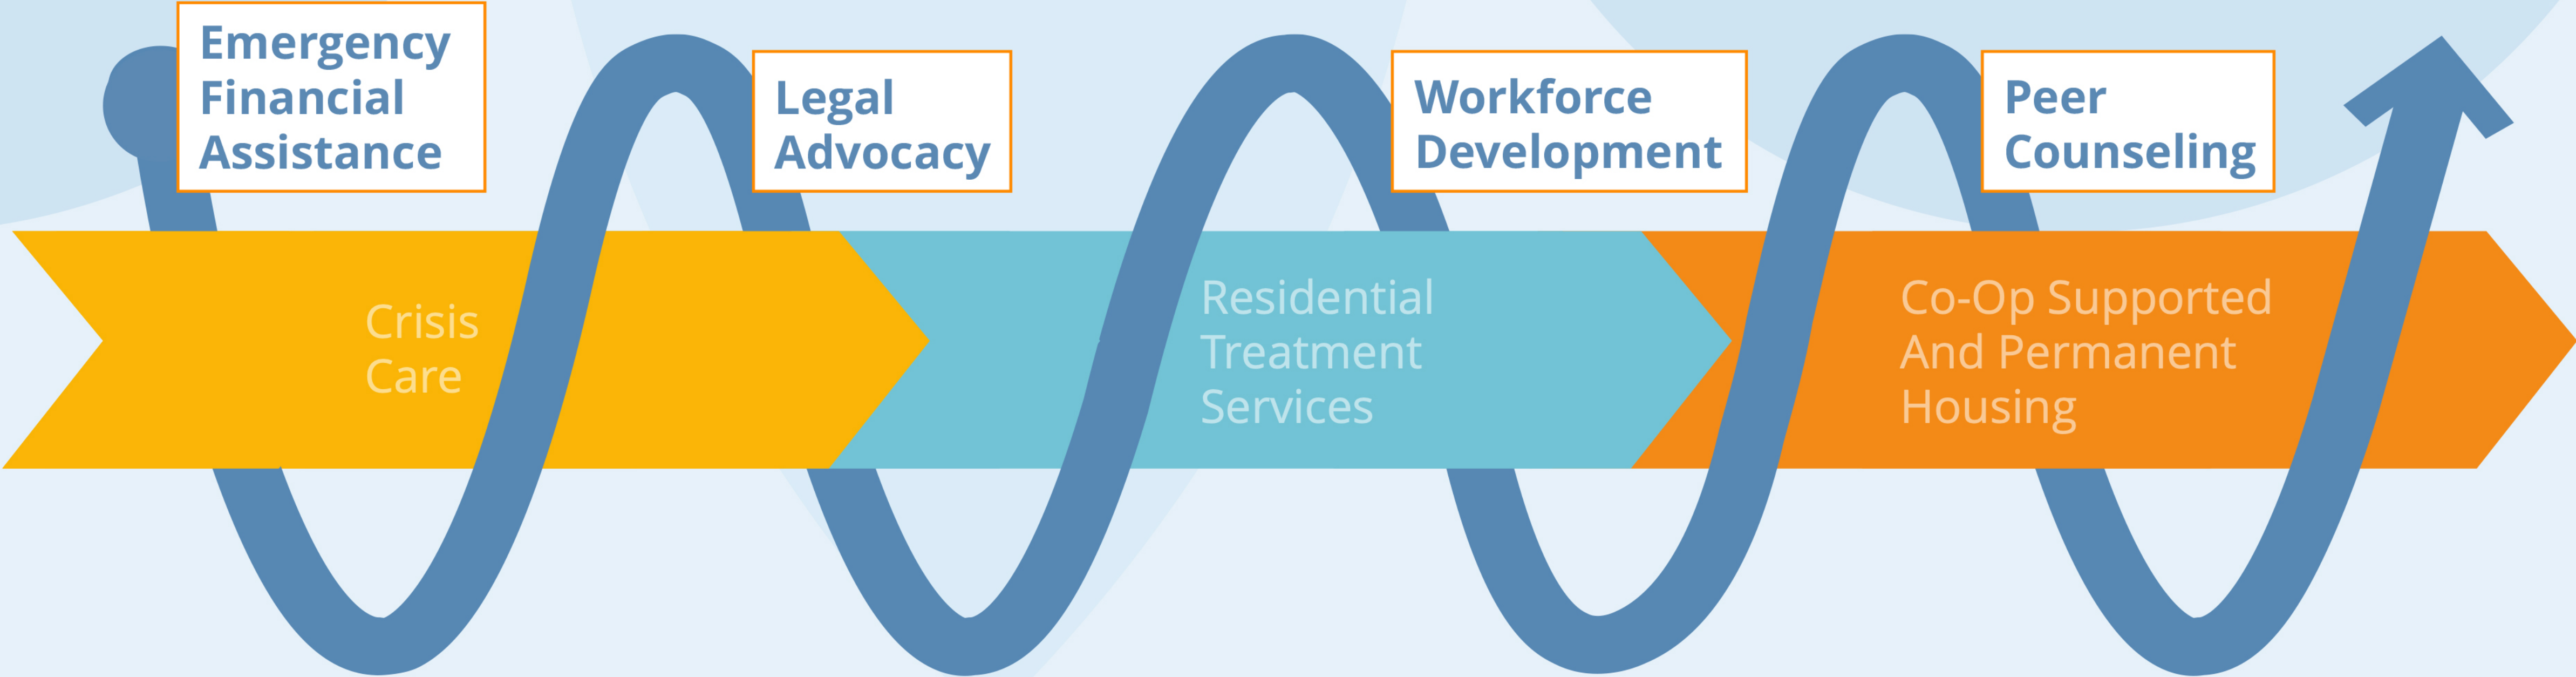 Emergency
Financial
Assistance
Legal
Advocacy
Workforce
Development
Peer
Counseling
Crisis
Care
Residential
Treatment
Services
Co-Op Supported
And Permanent
Housing